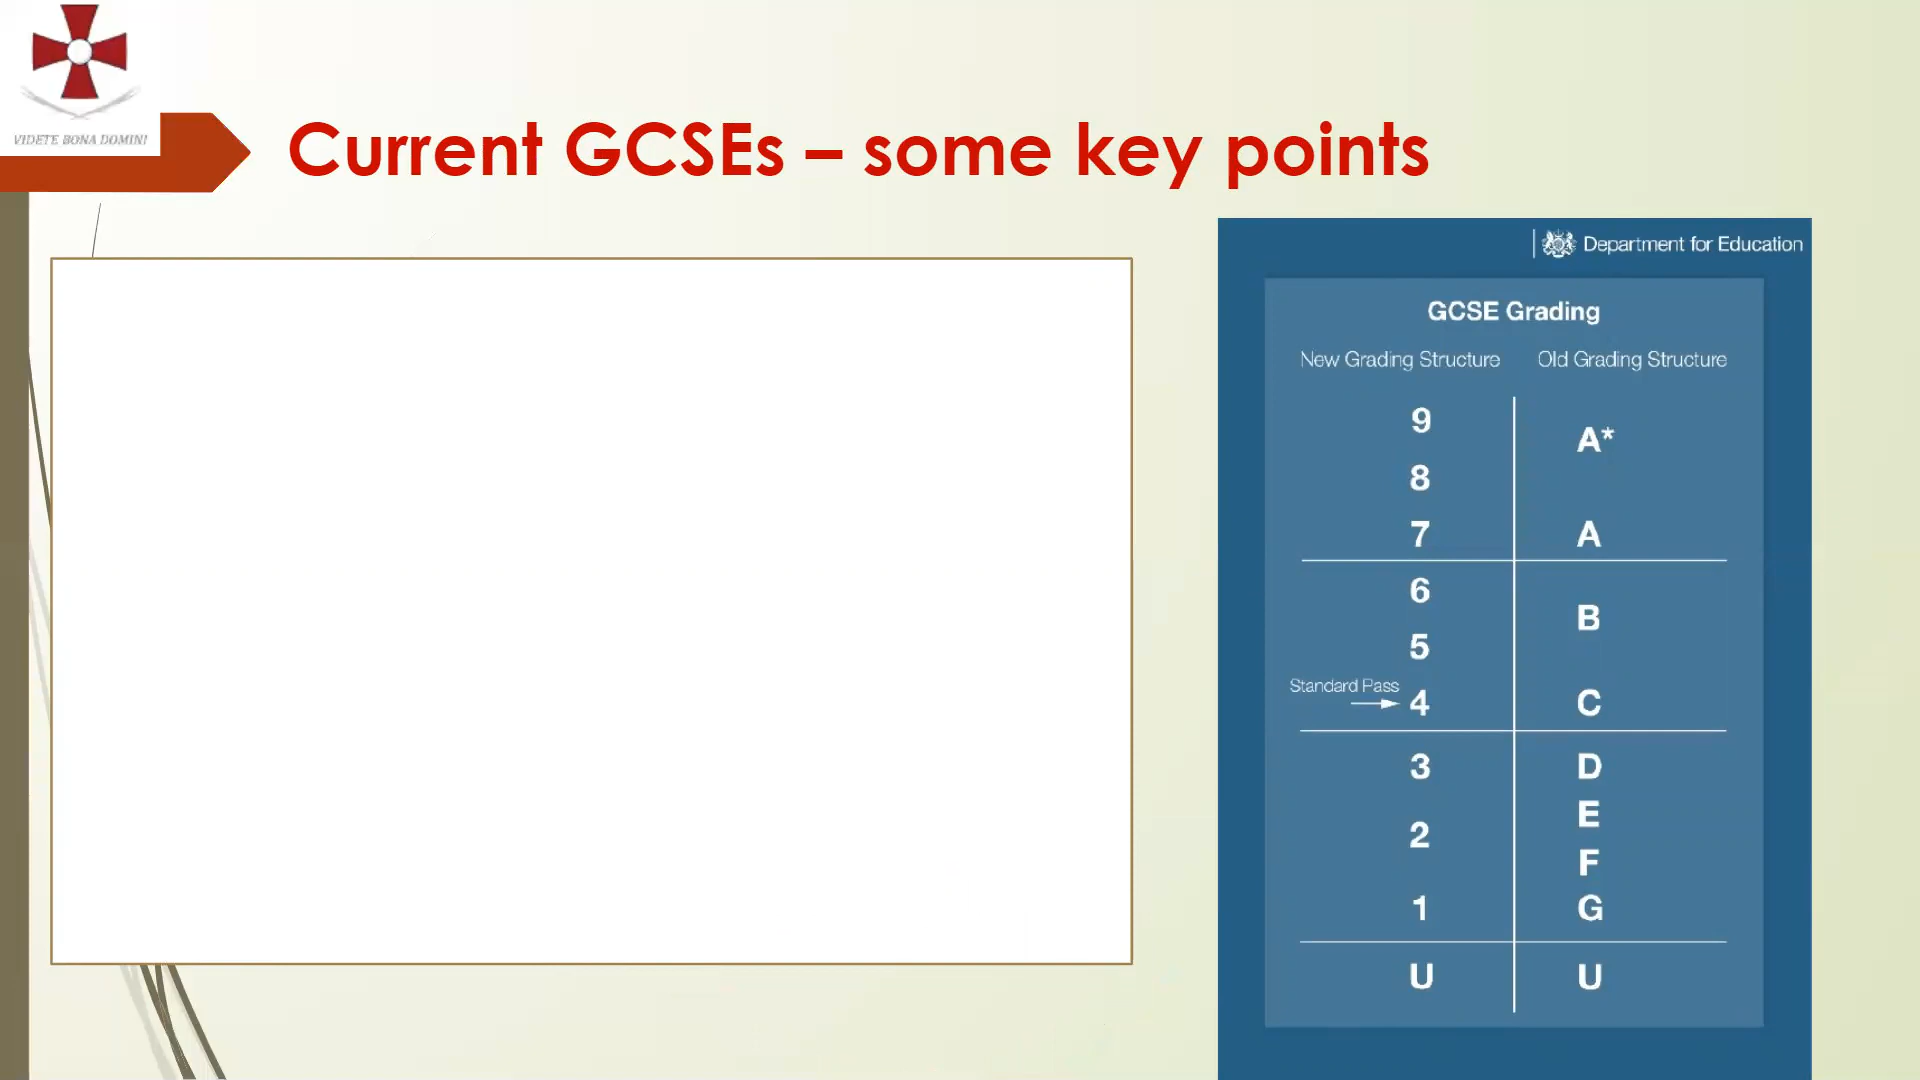 VIDETE BONA DOMINI
Current GCSEs – some key points
Department for Education
GCSE Grading
New Grading Structure Old Grading Structure
9
A*
8
7 A
6
B
5
Standard Pass
4 C
3 D
E
2
F
1 G
U U